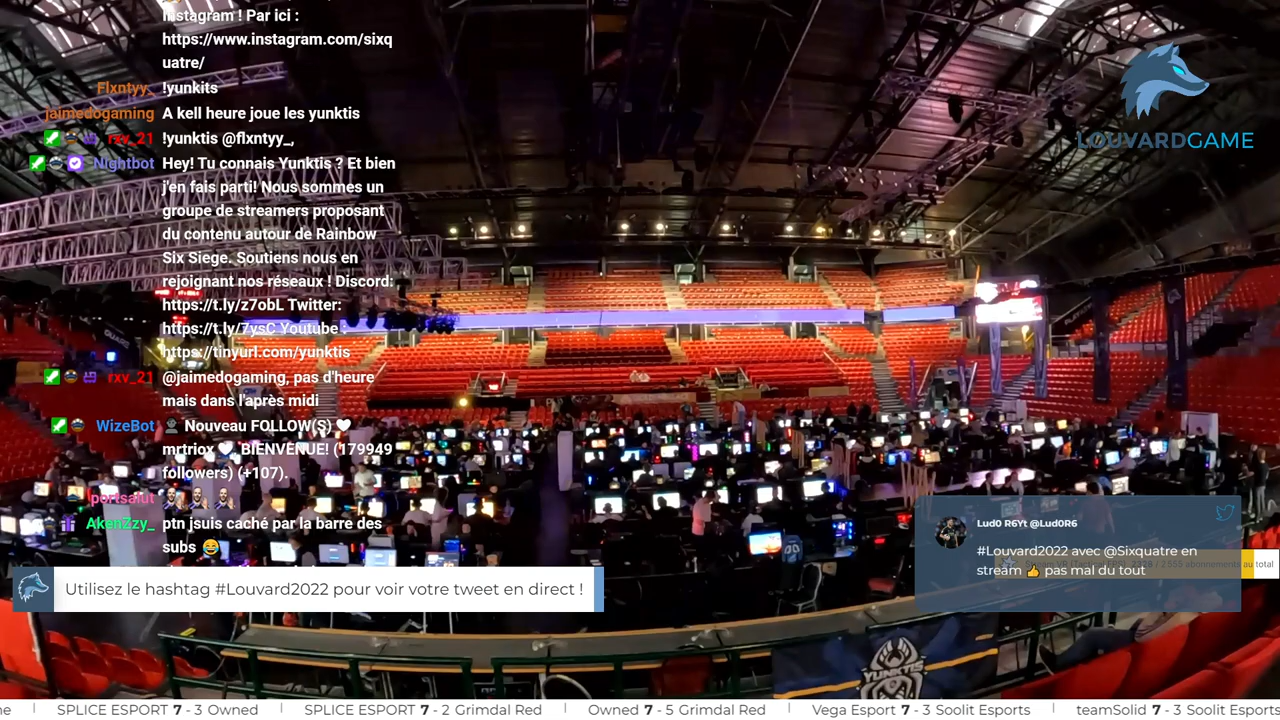 Instagram ! Par ici :
https://www.instagram.com/sixq
uatre/
Flxntyy_ !yunkits
jaimedogaming A kell heure joue les yunktis
rxv_21 !yunktis @flxntyy_,
Nightbot Hey! Tu connais Yunktis ? Et bien
j'en fais parti! Nous sommes un
groupe de streamers proposant
du contenu autour de Rainbow
Six Siege. Soutiens nous en
rejoignant nos réseaux ! Discord:
https://t.ly/z7obL Twitter:
https://t.ly/7ysC Youtube :
https://tinyurl.com/yunktis
rxv_21 @jaimedogaming, pas d'heure
mais dans l'après midi
WizeBot Nouveau FOLLOW(S) 🤍
mrtriox 🤍, BIENVENUE! (179949
followers) (+107).
portsalut
AkenZzy_ ptn jsuis caché par la barre des
subs 😂
LOUVARDGAME
Lud0 R6Yt @Lud0R6
#Louvard2022 avec @Sixquatre en
stream 👍 pas mal du tout
2328 / 2555 abonnements au total
Utilisez le hashtag #Louvard2022 pour voir votre tweet en direct !
YUNKTIS
SPLICE ESPORT 7 - 3 Owned | SPLICE ESPORT 7 - 2 Grimdal Red | Owned 7 - 5 Grimdal Red | Vega Esport 7 - 3 Soolit Esports | teamSolid 7 - 3 Soolit Esports